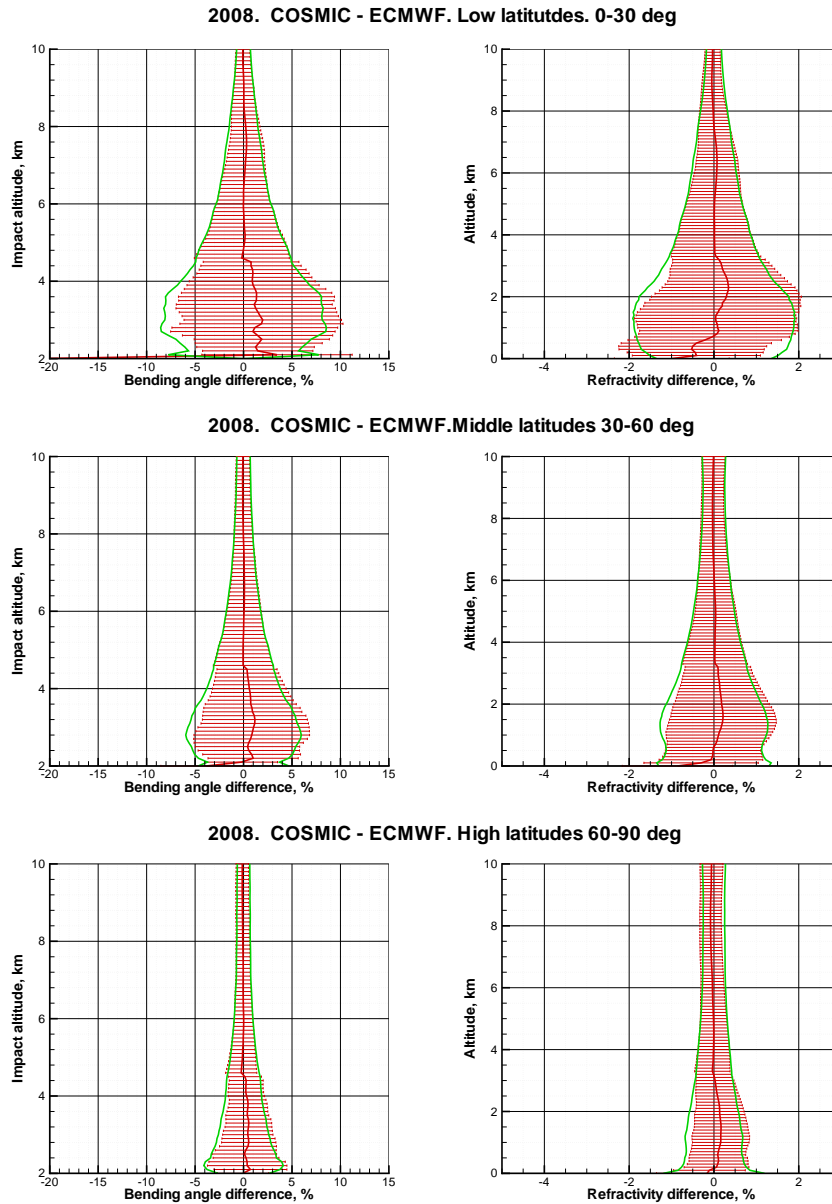 2008. COSMIC - ECMWF. Low latitutdes. 0-30 deg
10
8
6
4
2
Impact altitude, km
-20 -15 -10 -5 0 5 10 15
Bending angle difference, %
10
8
6
4
2
0
Altitude, km
-4 -2 0 2
Refractivity difference, %
2008. COSMIC - ECMWF.Middle latitudes 30-60 deg
10
8
6
4
2
Impact altitude, km
-20 -15 -10 -5 0 5 10 15
Bending angle difference, %
10
8
6
4
2
0
Altitude, km
-4 -2 0 2
Refractivity difference, %
2008. COSMIC - ECMWF. High latitudes 60-90 deg
10
8
6
4
2
Impact altitude, km
-20 -15 -10 -5 0 5 10 15
Bending angle difference, %
10
8
6
4
2
0
Altitude, km
-4 -2 0 2
Refractivity difference, %